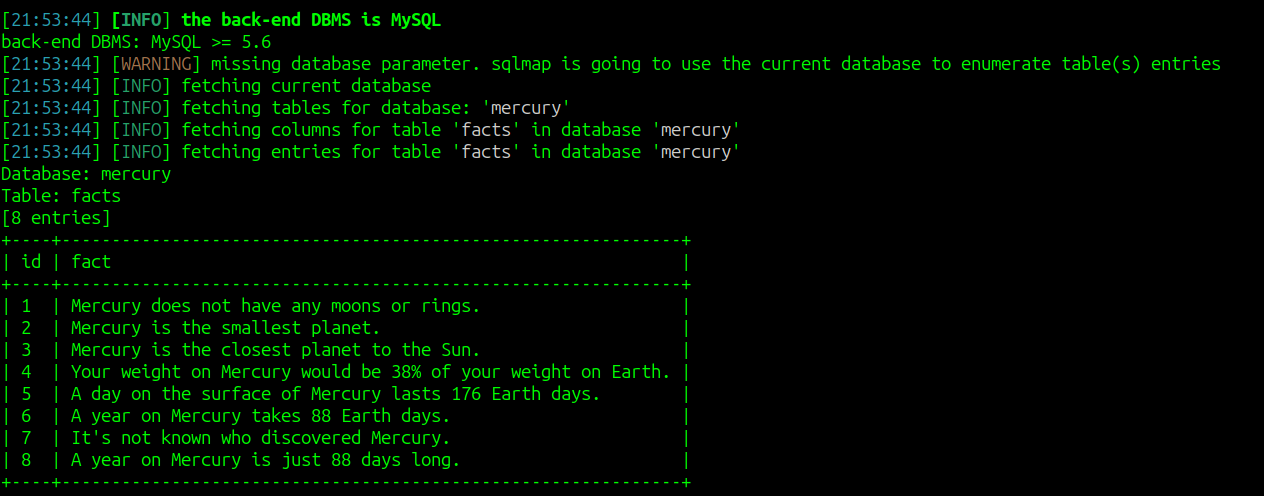 [21:53:44] [INFO] the back-end DBMS is MySQL
back-end DBMS: MySQL >= 5.6
[21:53:44] [WARNING] missing database parameter. sqlmap is going to use the current database to enumerate table(s) entries
[21:53:44] [INFO] fetching current database
[21:53:44] [INFO] fetching tables for database: 'mercury'
[21:53:44] [INFO] fetching columns for table 'facts' in database 'mercury'
[21:53:44] [INFO] fetching entries for table 'facts' in database 'mercury'
Database: mercury
Table: facts
[8 entries]
+----+--------------------------------------------------------------+
| id | fact                                                         |
+----+--------------------------------------------------------------+
| 1  | Mercury does not have any moons or rings.                    |
| 2  | Mercury is the smallest planet.                              |
| 3  | Mercury is the closest planet to the Sun.                    |
| 4  | Your weight on Mercury would be 38% of your weight on Earth. |
| 5  | A day on the surface of Mercury lasts 176 Earth days.        |
| 6  | A year on Mercury takes 88 Earth days.                       |
| 7  | It's not known who discovered Mercury.                       |
| 8  | A year on Mercury is just 88 days long.                      |
+----+--------------------------------------------------------------+